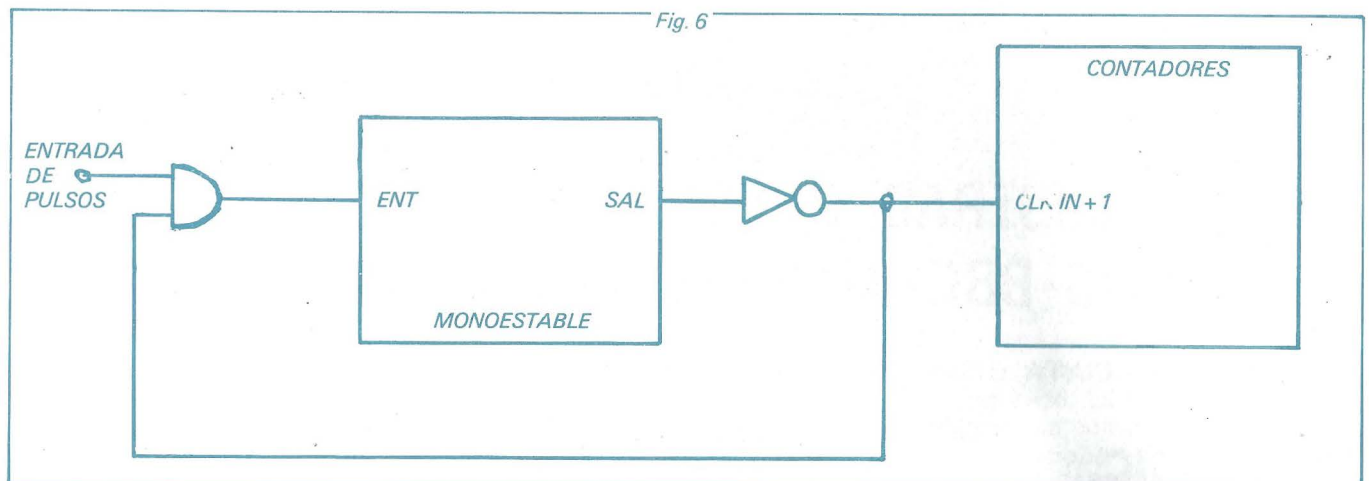 Fig. 6
CONTADORES
ENTRADA
DE
PULSOS
ENT
SAL
IN + 1
MONOESTABLE